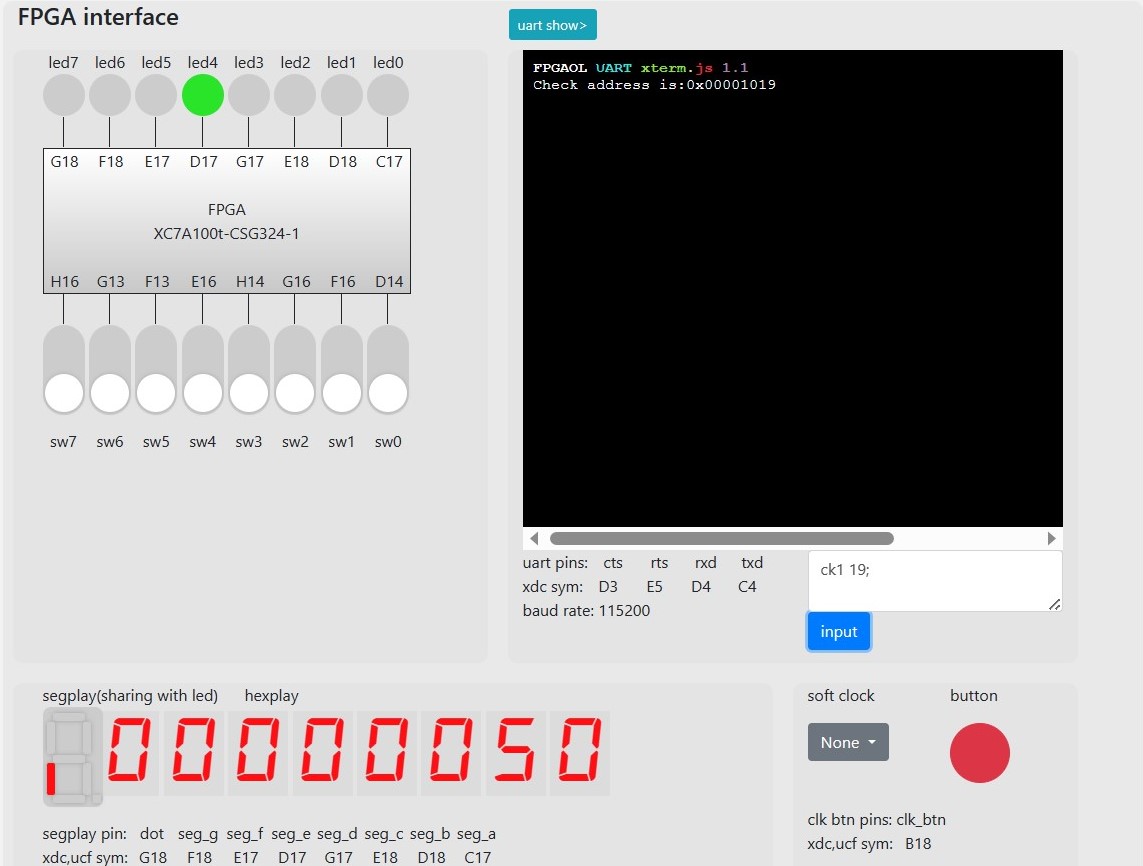 FPGA interface
uart show>
led7 led6 led5 led4 led3 led2 led1 led0
G18 F18 E17 D17 G17 E18 D18 C17
FPGA
XC7A100t-CSG324-1
H16 G13 F13 E16 H14 G16 F16 D14
sw7 sw6 sw5 sw4 sw3 sw2 sw1 sw0
FPGAOL UART xterm.js 1.1
Check address is:0x00001019
uart pins: cts rts rxd txd
xdc sym: D3 E5 D4 C4
baud rate: 115200
ck1 19;
input
segplay(sharing with led) hexplay
00000050
segplay pin: dot seg_g seg_f seg_e seg_d seg_c seg_b seg_a
xdc,ucf sym: G18 F18 E17 D17 G17 E18 D18 C17
soft clock button
None
clk btn pins: clk_btn
xdc,ucf sym: B18